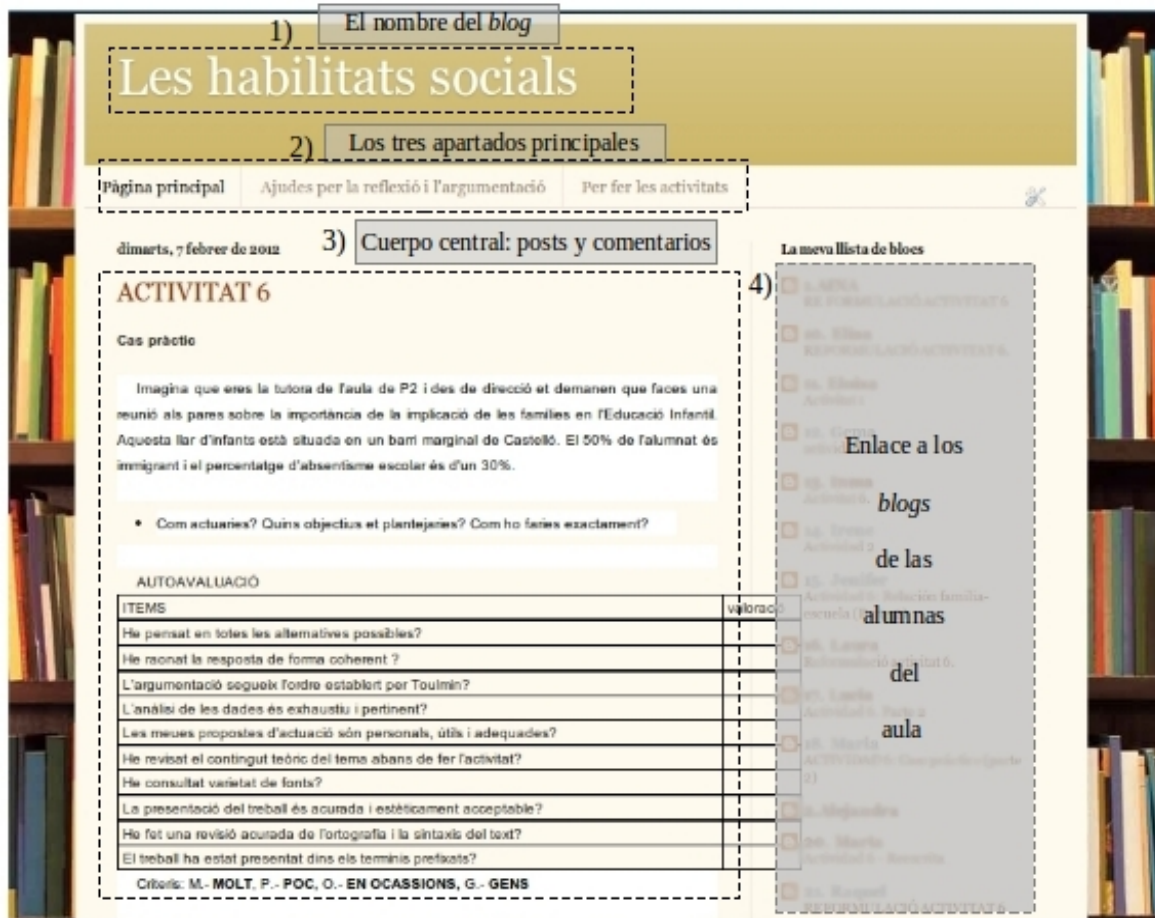 1)
El nombre del blog
Les habilitats socials
2)
Los tres apartados principales
Pàgina principal
Ajudes per la reflexió i l'argumentació
Per fer les activitats
3)
Cuerpo central: posts y comentarios
dimarts, 7 febrer de 2012
ACTIVITAT 6
Cas pràctic
Imagina que eres la tutora de l'aula de P2 i des de direcció et demanen que faces una
reunió als pares sobre la importància de la implicació de les famílies en l'Educació Infantil.
Aquesta llar d'infants està situada en un barri marginal de Castelló. El 50% de l'alumnat és
immigrant i el percentatge d'absentisme escolar és d'un 30%.
• Com actuaries? Quins objectius et plantejaries? Com ho faries exactament?
AUTOAVALUACIÓ
ITEMS valoració
He pensat en totes les alternatives possibles?
He raonat la resposta de forma coherent ?
L'argumentació segueix l'ordre establert per Toulmin?
L'anàlisi de les dades és exhaustiu i pertinent?
Les meues propostes d'actuació són personals, útils i adequades?
He revisat el contingut teòric del tema abans de fer l'activitat?
He consultat varietat de fonts?
La presentació del treball és acurada i estèticament acceptable?
He fet una revisió acurada de l'ortografia i la sintaxis del text?
El treball ha estat presentat dins els terminis prefixats?
Criteris: M.- MOLT, P.- POC, O.- EN OCASSIONS, G.- GENS
La meva llista de blocs
4)
Enlace a los
blogs
de las
alumnas
del
aula